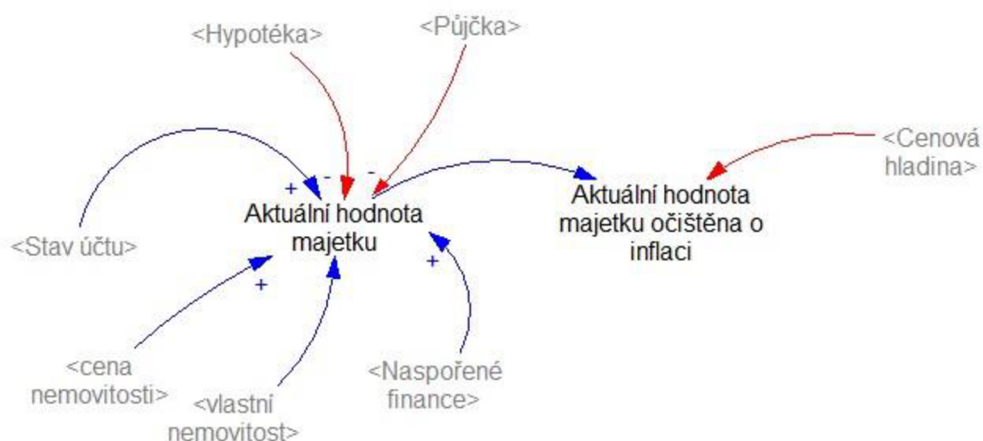 <Hypotéka>
<Půjčka>
<Cenová
hladina>
+
-
-
Aktuální hodnota
majetku
Aktuální hodnota
majetku očištěna o
inflaci
<Stav účtu>
+
+
<cena
nemovitosti>
<vlastní
nemovitost>
<Naspořené
finance>